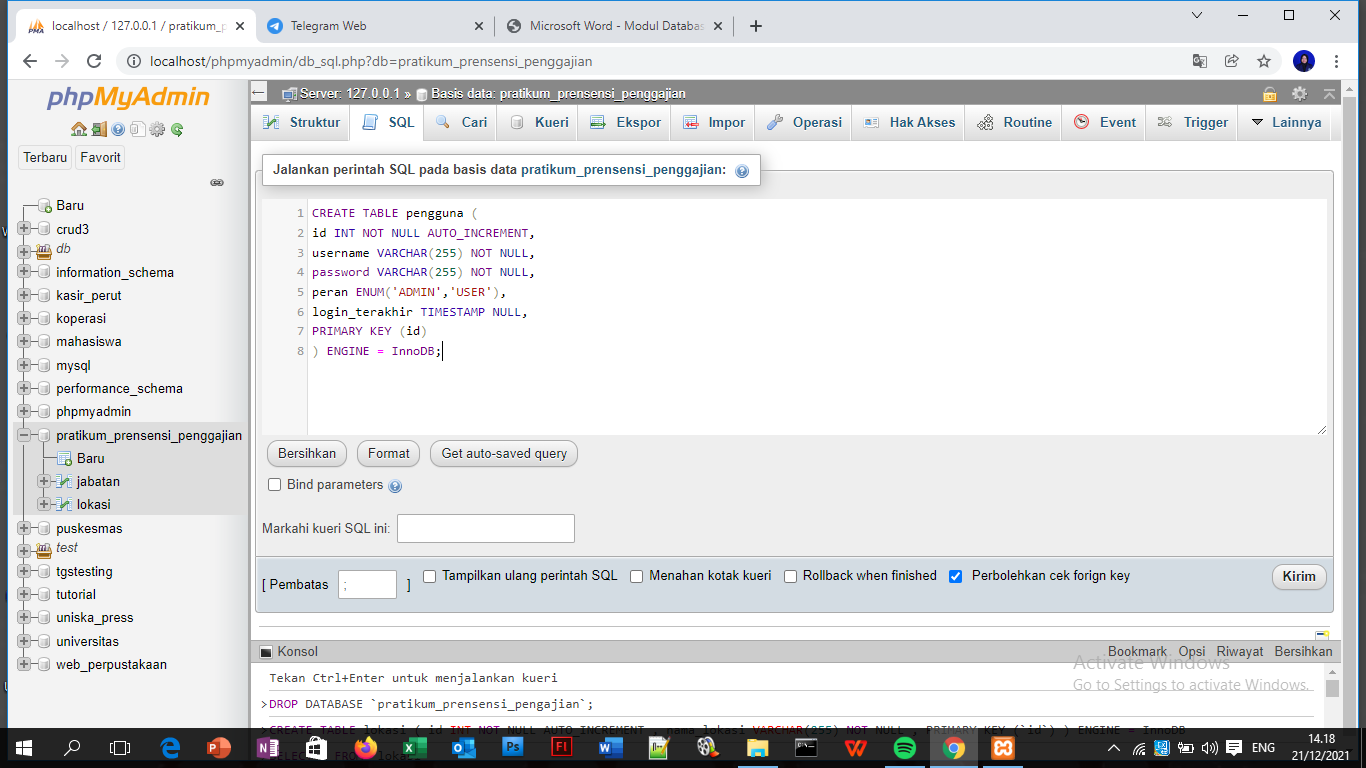 localhost / 127.0.0.1 / pratikum_p
Telegram Web
Microsoft Word - Modul Databas
localhost/phpmyadmin/db_sql.php?db=pratikum_prensensi_penggajian
phpMyAdmin
Terbaru Favorit
Baru
crud3
db
information_schema
kasir_perut
koperasi
mahasiswa
mysql
performance_schema
phpmyadmin
pratikum_prensensi_penggajian
Baru
jabatan
lokasi
puskesmas
test
tgstesting
tutorial
uniska_press
universitas
web_perpustakaan
Server: 127.0.0.1 » Basis data: pratikum_prensensi_penggajian
Struktur SQL Cari Kueri Ekspor Impor Operasi Hak Akses Routine Event Trigger Lainnya
Jalankan perintah SQL pada basis data pratikum_prensensi_penggajian:
1 CREATE TABLE pengguna (
2 id INT NOT NULL AUTO_INCREMENT,
3 username VARCHAR(255) NOT NULL,
4 password VARCHAR(255) NOT NULL,
5 peran ENUM('ADMIN','USER'),
6 login_terakhir TIMESTAMP NULL,
7 PRIMARY KEY (id)
8 ) ENGINE = InnoDB;
Bersihkan Format Get auto-saved query
Bind parameters
Markahi kueri SQL ini:
[ Pembatas ; ] Tampilkan ulang perintah SQL Menahan kotak kueri Rollback when finished Perbolehkan cek forign key Kirim
Konsol Bookmark Opsi Riwayat Bersihkan
Activate Windows
Go to Settings to activate Windows.
Tekan Ctrl+Enter untuk menjalankan kueri
>DROP DATABASE `pratikum_prensensi_pengajian`;
>CREATE TABLE lokasi ( id INT NOT NULL AUTO_INCREMENT , nama_lokasi VARCHAR(255) NOT NULL , PRIMARY KEY (`id`) ) ENGINE = InnoDB
ENG
14.18
21/12/2021